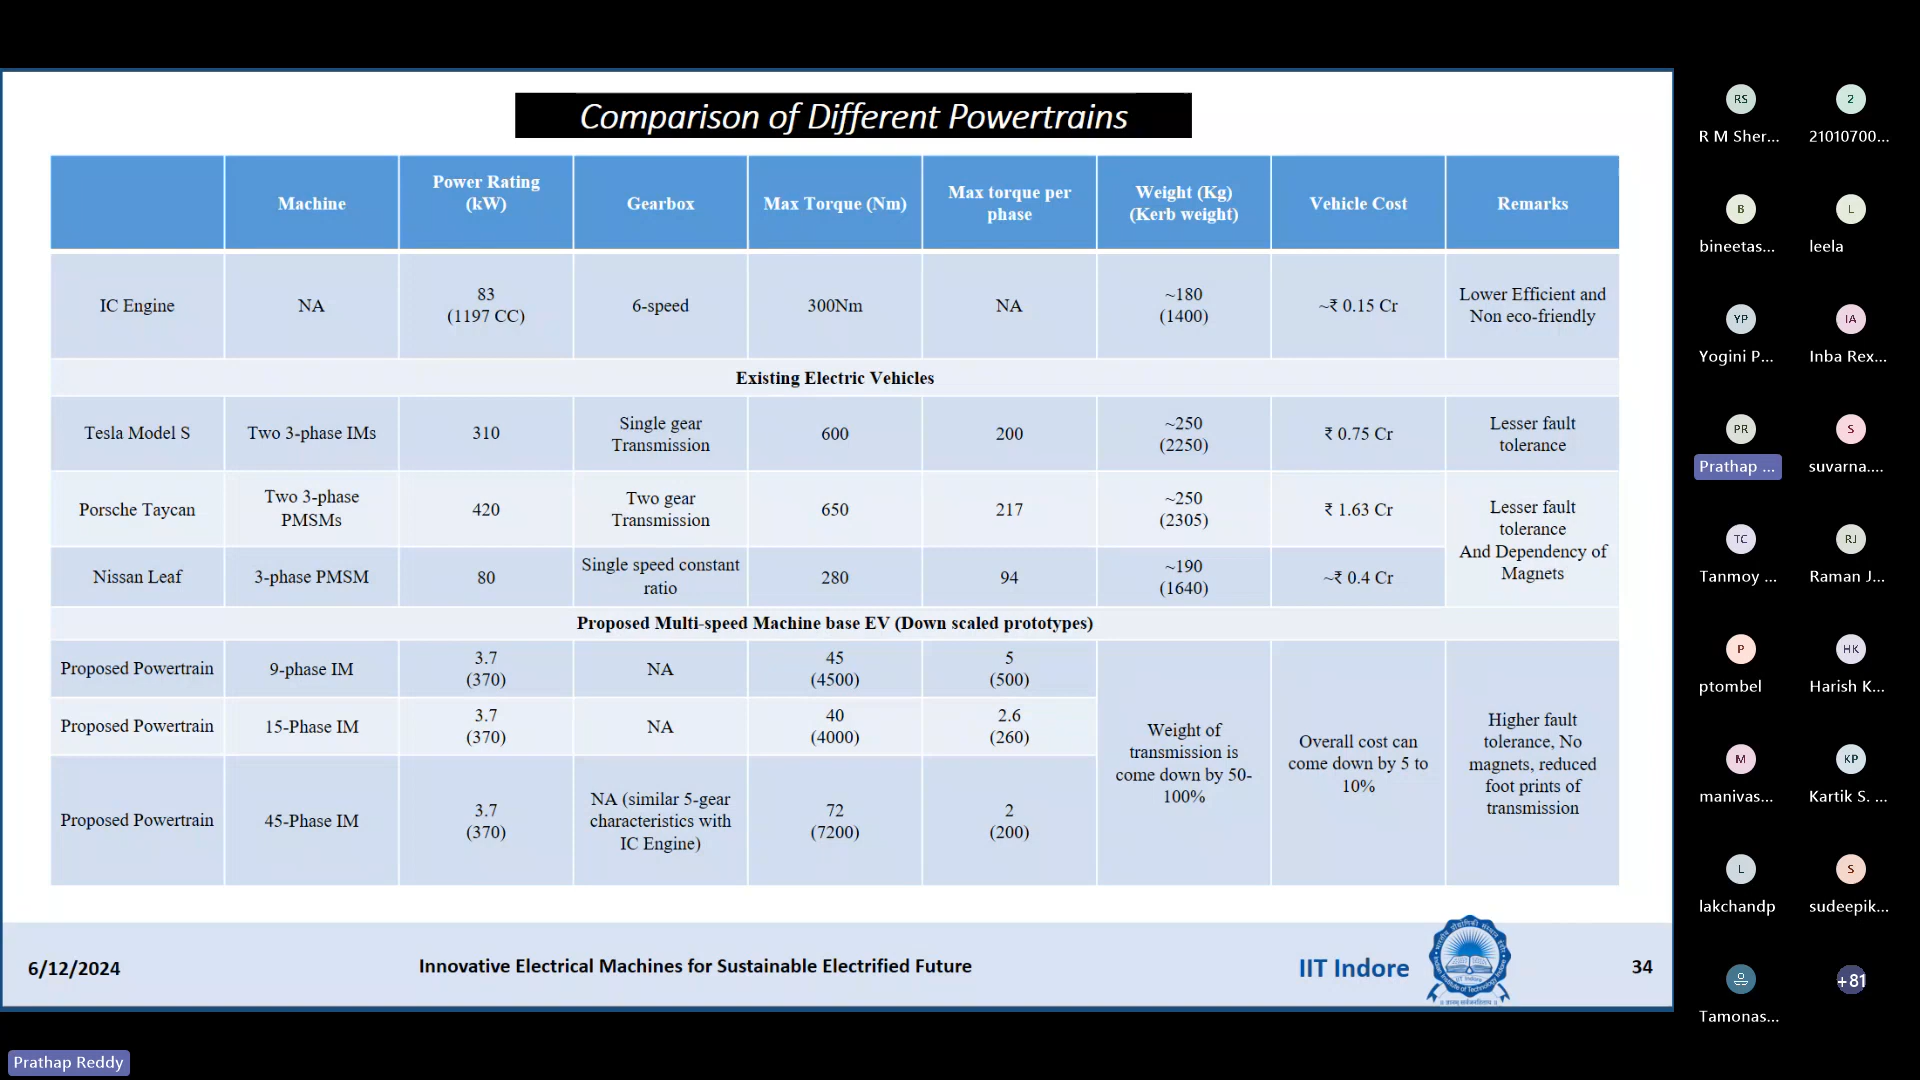 Comparison of Different Powertrains
Machine
Power Rating
(kW)
Gearbox
Max Torque (Nm)
Max torque per
phase
Weight (Kg)
(Kerb weight)
Vehicle Cost
Remarks
IC Engine
NA
83
(1197 CC)
6-speed
300Nm
NA
~180
(1400)
~₹ 0.15 Cr
Lower Efficient and
Non eco-friendly
Existing Electric Vehicles
Tesla Model S
Two 3-phase IMs
310
Single gear
Transmission
600
200
~250
(2250)
₹ 0.75 Cr
Lesser fault
tolerance
Porsche Taycan
Two 3-phase
PMSMs
420
Two gear
Transmission
650
217
~250
(2305)
₹ 1.63 Cr
Lesser fault
tolerance
And Dependency of
Magnets
Nissan Leaf
3-phase PMSM
80
Single speed constant
ratio
280
94
~190
(1640)
~₹ 0.4 Cr
Proposed Multi-speed Machine base EV (Down scaled prototypes)
Proposed Powertrain
9-phase IM
3.7
(370)
NA
45
(4500)
5
(500)
Weight of
transmission is
come down by 50-
100%
Overall cost can
come down by 5 to
10%
Higher fault
tolerance, No
magnets, reduced
foot prints of
transmission
Proposed Powertrain
15-Phase IM
3.7
(370)
NA
40
(4000)
2.6
(260)
Proposed Powertrain
45-Phase IM
3.7
(370)
NA (similar 5-gear
characteristics with
IC Engine)
72
(7200)
2
(200)
6/12/2024
Innovative Electrical Machines for Sustainable Electrified Future
IIT Indore
34
RS
R M Sher...
2
21010700...
B
bineetas...
L
leela
YP
Yogini P...
IA
Inba Rex...
PR
Prathap ...
S
suvarna....
TC
Tanmoy ...
RJ
Raman J...
P
ptombel
HK
Harish K...
M
manivas...
KP
Kartik S. ...
L
lakchandp
S
sudeepik...
Tamonas...
+81
Prathap Reddy